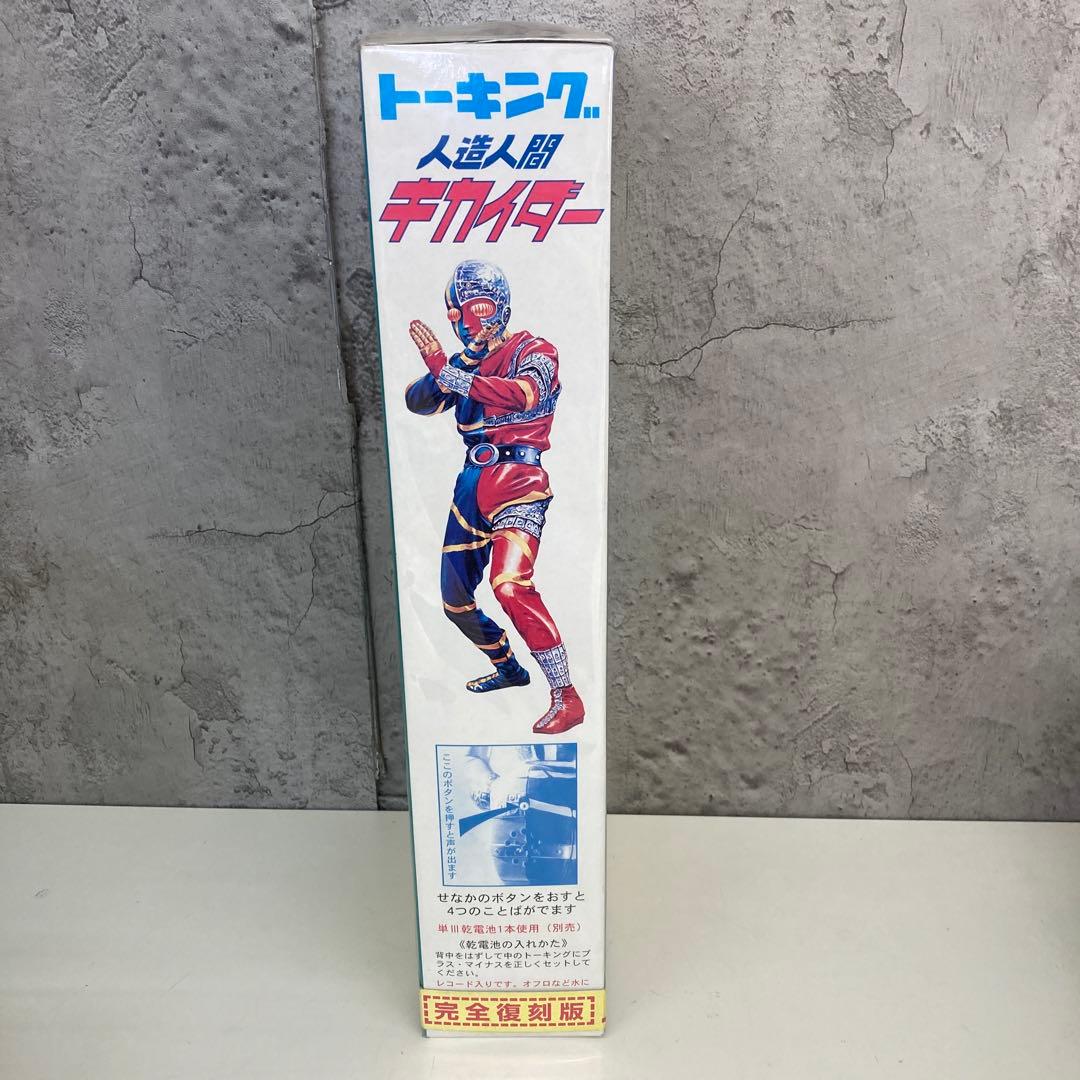 トーキング
人造人間
キカイダー
ここのボタンを押すと声が出ます
せなかのボタンをおすと
4つのことばがでます
単III乾電池1本使用(別売)
《乾電池の入れかた》
背中をはずして中のトーキングにプ
ラス・マイナスを正しくセットして
ください。
レコード入りです。オフロなど水に
完全復刻版